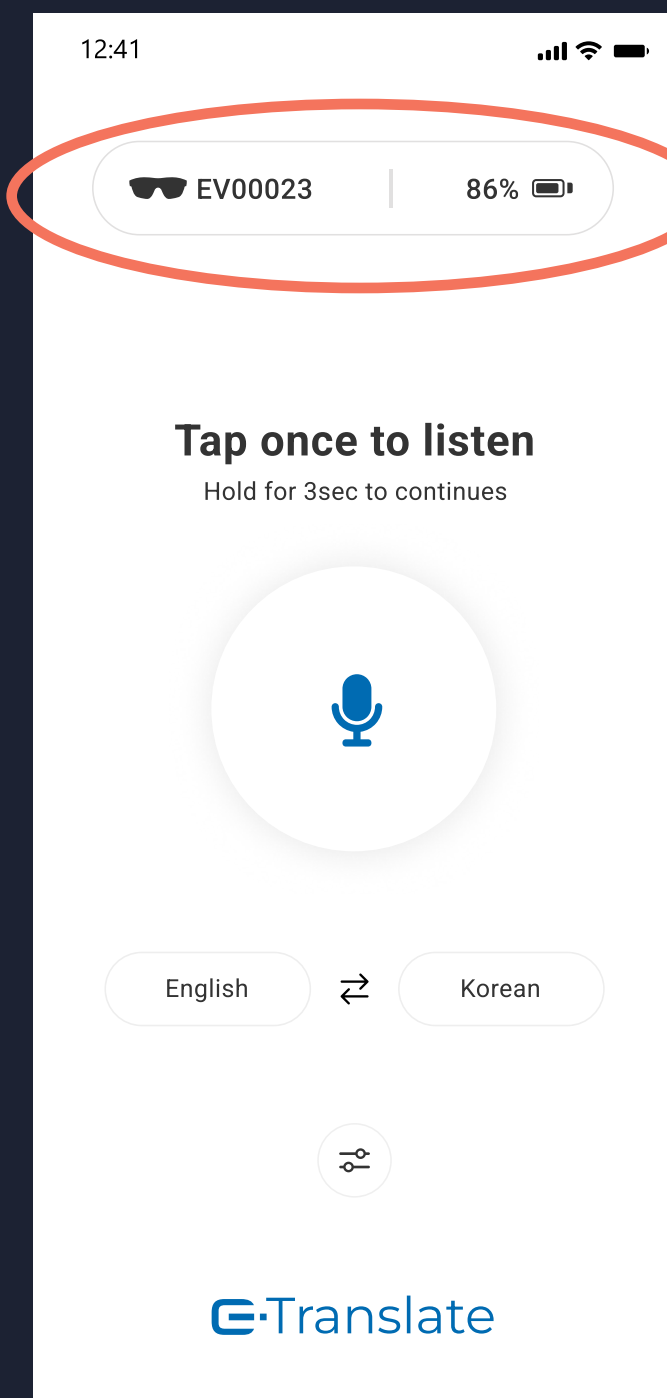 12:41
EV00023 86%
Tap once to listen
Hold for 3sec to continues
English Korean
e·Translate